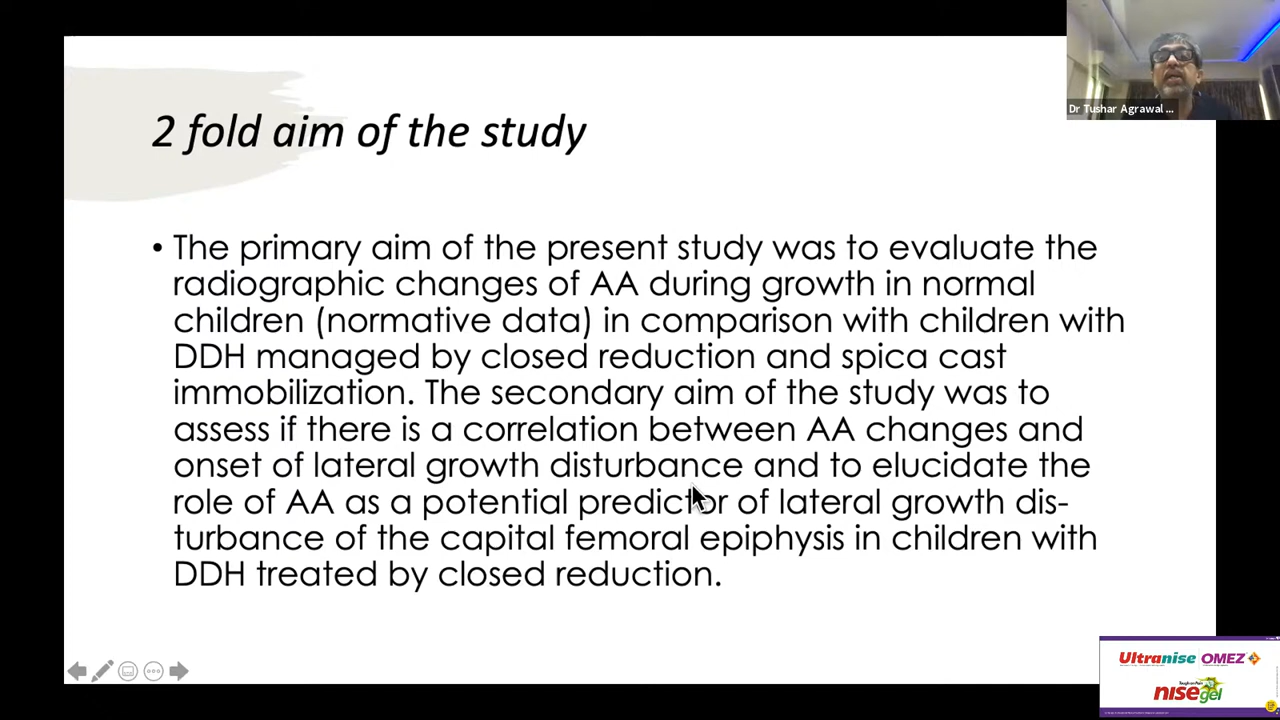 2 fold aim of the study
• The primary aim of the present study was to evaluate the
radiographic changes of AA during growth in normal
children (normative data) in comparison with children with
DDH managed by closed reduction and spica cast
immobilization. The secondary aim of the study was to
assess if there is a correlation between AA changes and
onset of lateral growth disturbance and to elucidate the
role of AA as a potential predictor of lateral growth dis-
turbance of the capital femoral epiphysis in children with
DDH treated by closed reduction.
Dr Tushar Agrawal ...
Ultranise OMEZ
nisegel